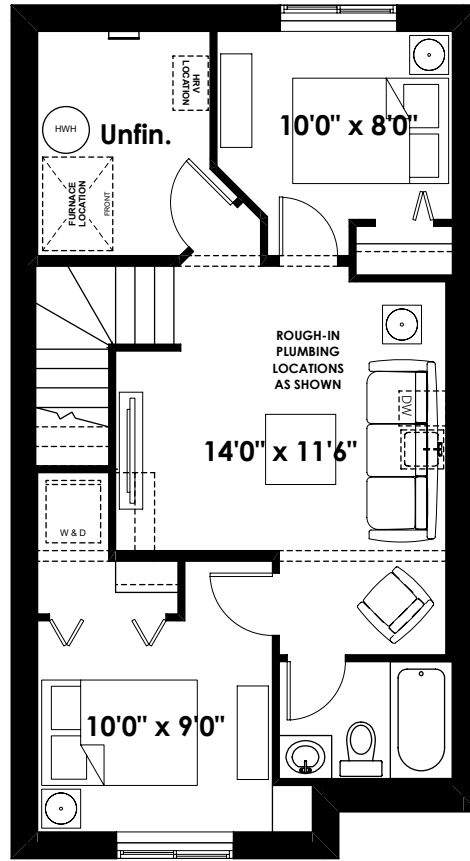 HRV
LOCATION
HWH
Unfin.
10'0" x 8'0"
FURNACE
LOCATION
FRONT
ROUGH-IN
PLUMBING
LOCATIONS
AS SHOWN
DW
14'0" x 11'6"
W & D
10'0" x 9'0"